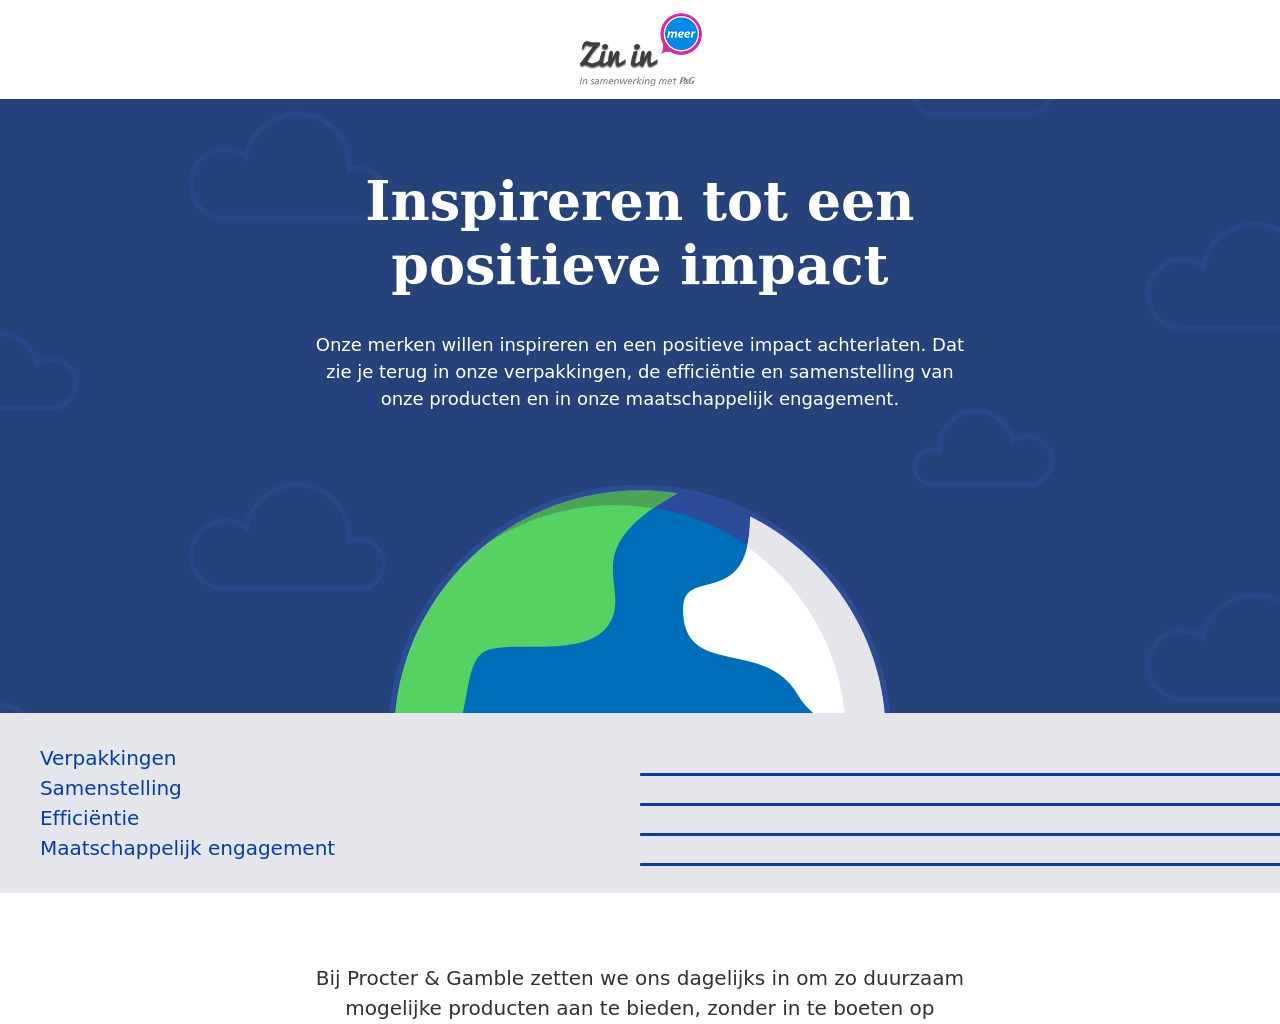 meer
Zin in
In samenwerking met P&G
Inspireren tot een
positieve impact
Onze merken willen inspireren en een positieve impact achterlaten. Dat
zie je terug in onze verpakkingen, de efficiëntie en samenstelling van
onze producten en in onze maatschappelijk engagement.
Verpakkingen
Samenstelling
Efficiëntie
Maatschappelijk engagement
Bij Procter & Gamble zetten we ons dagelijks in om zo duurzaam
mogelijke producten aan te bieden, zonder in te boeten op